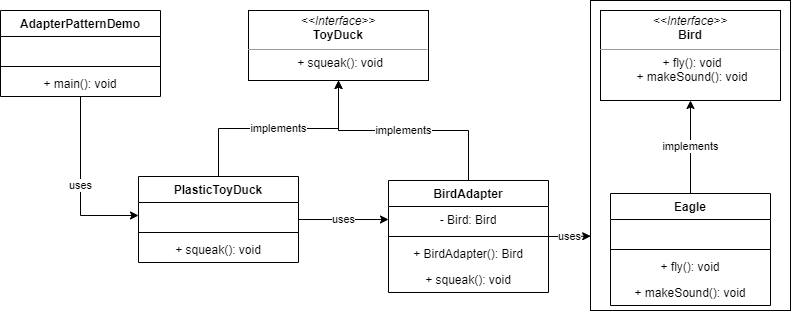 AdapterPatternDemo
+ main(): void
<<Interface>>
ToyDuck
+ squeak(): void
<<Interface>>
Bird
+ fly(): void
+ makeSound(): void
implements
implements
implements
uses
PlasticToyDuck
+ squeak(): void
uses
BirdAdapter
- Bird: Bird
+ BirdAdapter(): Bird
+ squeak(): void
uses
Eagle
+ fly(): void
+ makeSound(): void